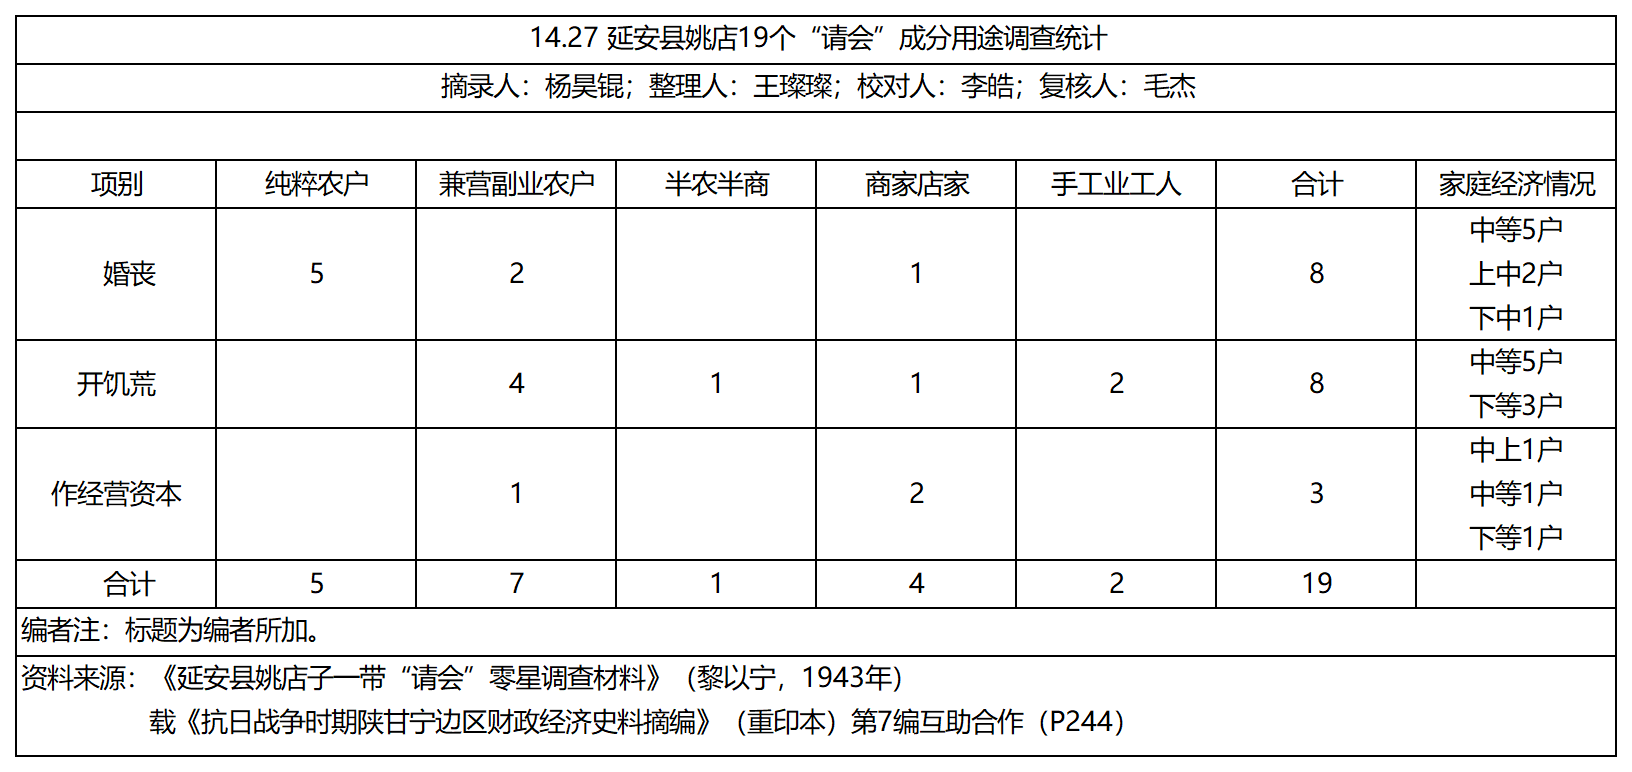 14.27 延安县姚店19个“请会”成分用途调查统计
摘录人：杨昊锟；整理人：王璨璨；校对人：李皓；复核人：毛杰
项别 纯粹农户 兼营副业农户 半农半商 商家店家 手工业工人 合计 家庭经济情况
婚丧 5 2 1 8 中等5户
上中2户
下中1户
开饥荒 4 1 1 2 8 中等5户
下等3户
作经营资本 1 2 3 中上1户
中等1户
下等1户
合计 5 7 1 4 2 19
编者注：标题为编者所加。
资料来源：《延安县姚店子一带“请会”零星调查材料》（黎以宁，1943年）
载《抗日战争时期陕甘宁边区财政经济史料摘编》（重印本）第7编互助合作（P244）